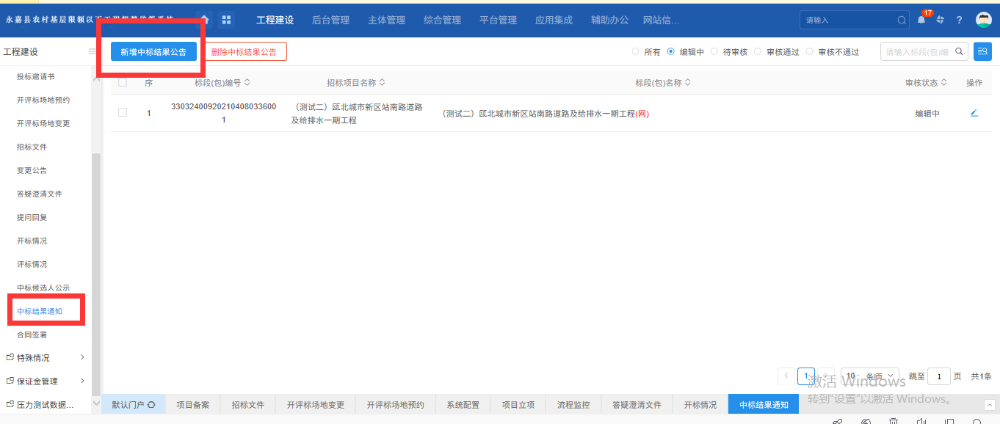 永嘉县农村基层限额以下工程智慧监管系统
工程建设 后台管理 主体管理 综合管理 平台管理 应用集成 辅助办公 网站信…
请输入
17
?
工程建设
新增中标结果公告 删除中标结果公告
所有 编辑中 待审核 审核通过 审核不通过
请输入标段(包)编
投标邀请书
开评标场地预约
开评标场地变更
招标文件
变更公告
答疑澄清文件
提问回复
开标情况
评标情况
中标候选人公示
中标结果通知
合同签署
特殊情况
保证金管理
压力测试数据...
序 标段(包)编号 招标项目名称 标段(包)名称 审核状态 操作
1
33032400920210408033600
1
（测试二）瓯北城市新区站南路道路
及给排水一期工程
（测试二）瓯北城市新区站南路道路及给排水一期工程(网)
编辑中
1 10 条/页 跳至 1 页 共1条
激活 Windows
转到“设置”以激活 Windows。
默认门户 项目备案 招标文件 开评标场地变更 开评标场地预约 系统配置 项目立项 流程监控 答疑澄清文件 开标情况 中标结果通知